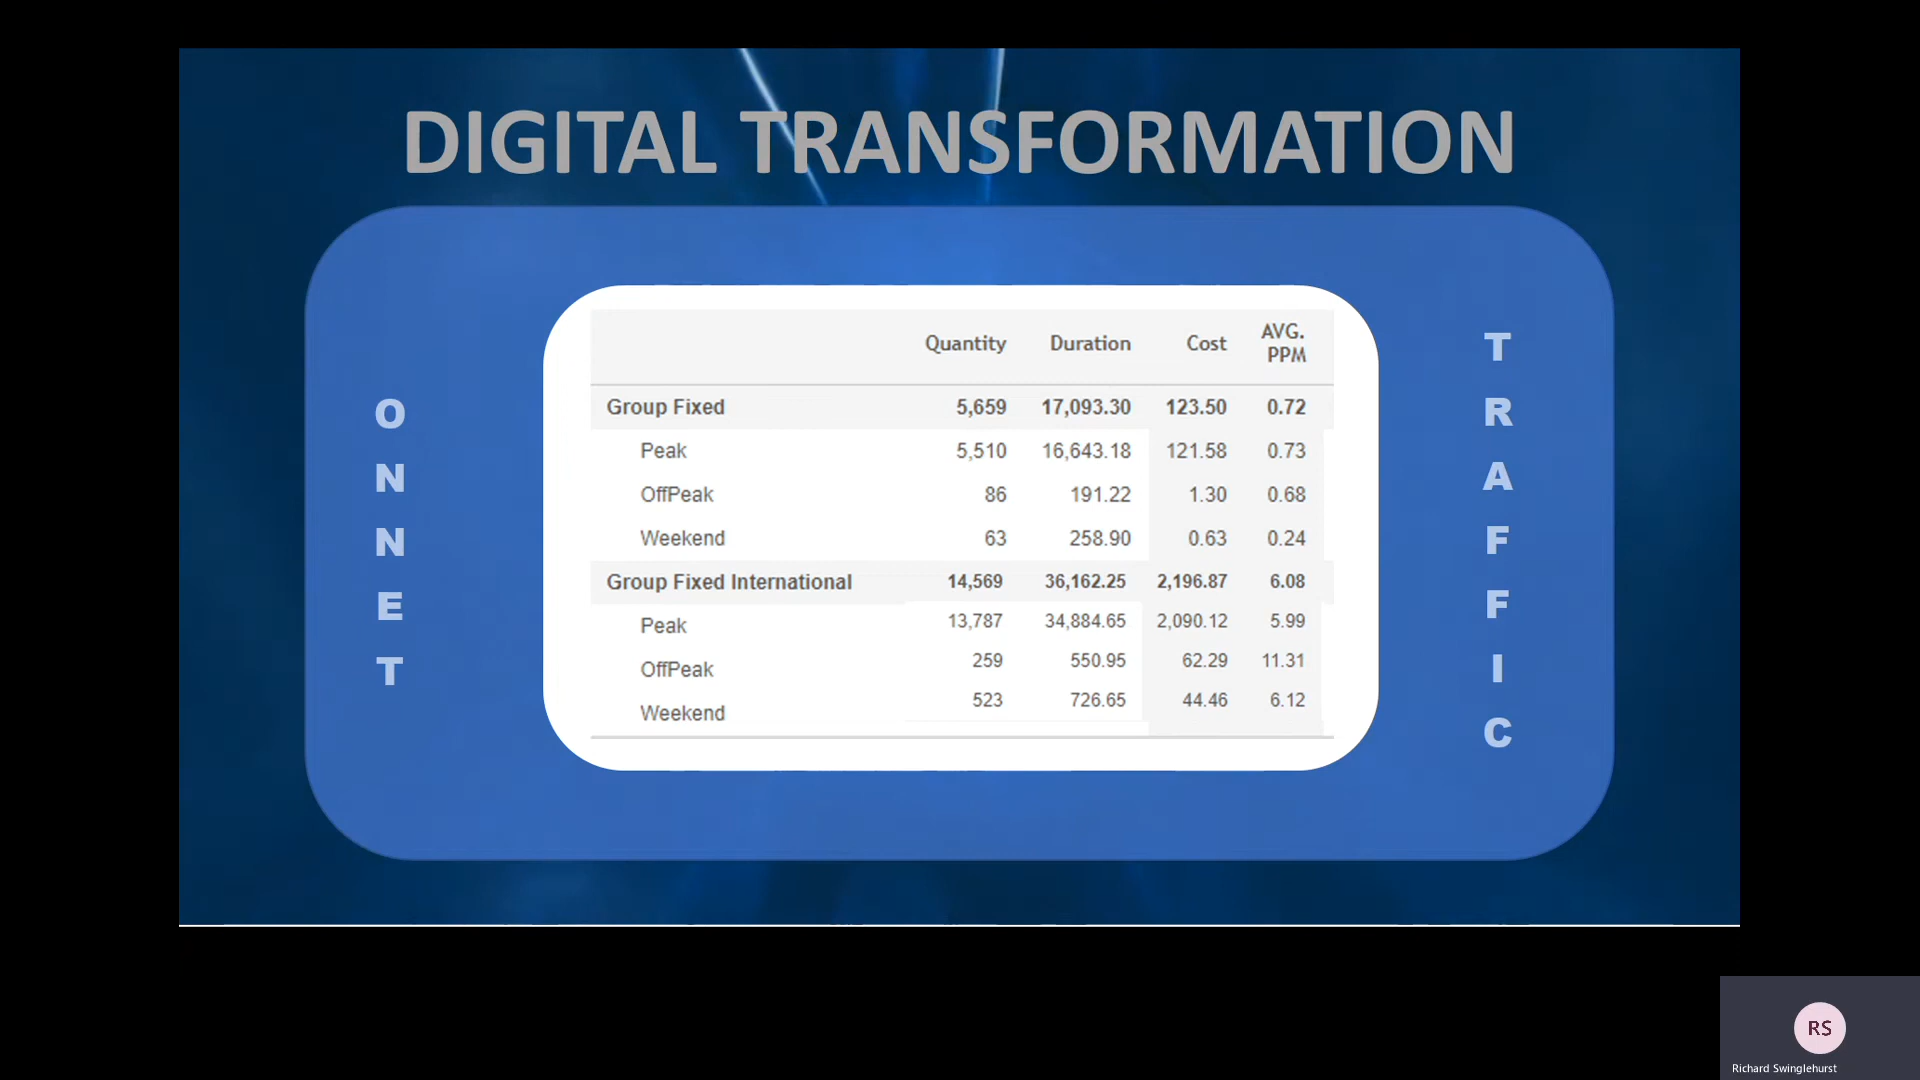 DIGITAL TRANSFORMATION
ONNET
Quantity Duration Cost AVG. PPM
Group Fixed 5,659 17,093.30 123.50 0.72
Peak 5,510 16,643.18 121.58 0.73
OffPeak 86 191.22 1.30 0.68
Weekend 63 258.90 0.63 0.24
Group Fixed International 14,569 36,162.25 2,196.87 6.08
Peak 13,787 34,884.65 2,090.12 5.99
OffPeak 259 550.95 62.29 11.31
Weekend 523 726.65 44.46 6.12
TRAFFIC
RS
Richard Swinglehurst